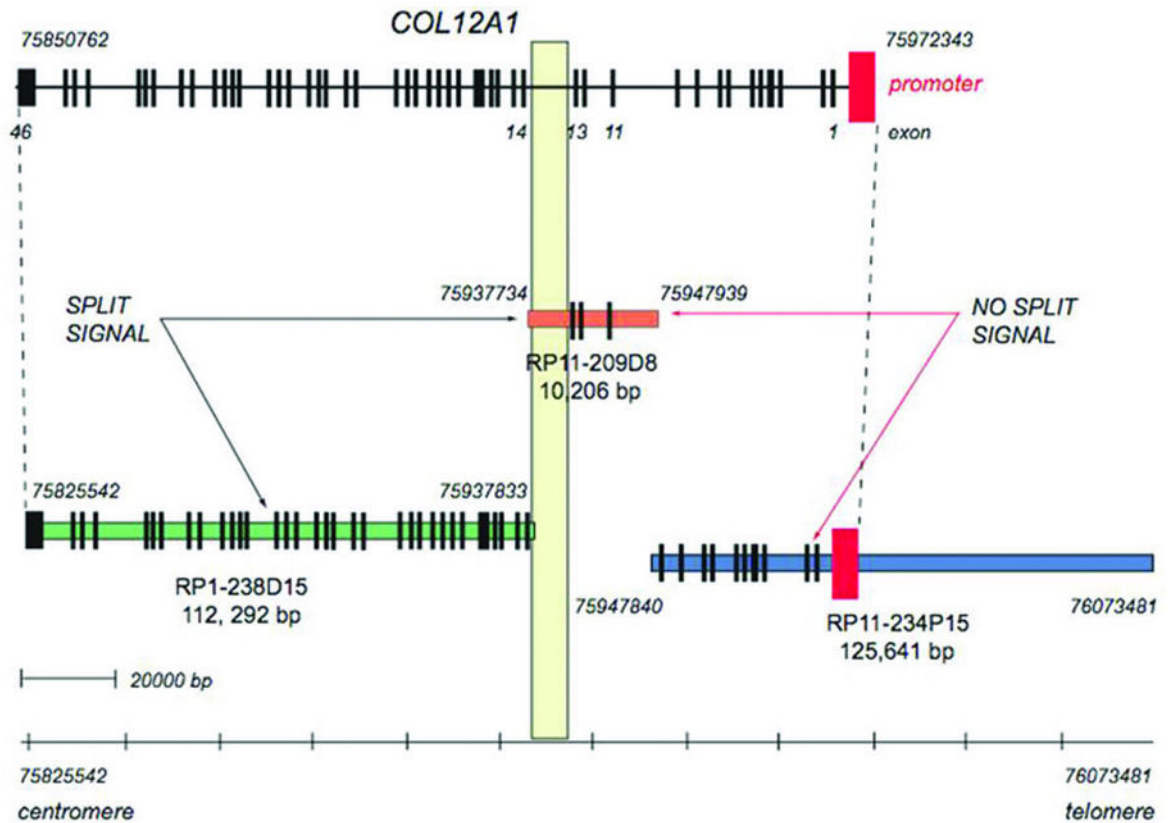 COL12A1
75850762
75972343
promoter
46
14
13
11
1
exon
SPLIT
SIGNAL
75937734
75947939
NO SPLIT
SIGNAL
RP11-209D8
10,206 bp
75825542
75937833
RP1-238D15
112, 292 bp
75947840
76073481
RP11-234P15
125,641 bp
20000 bp
75825542
76073481
centromere
telomere